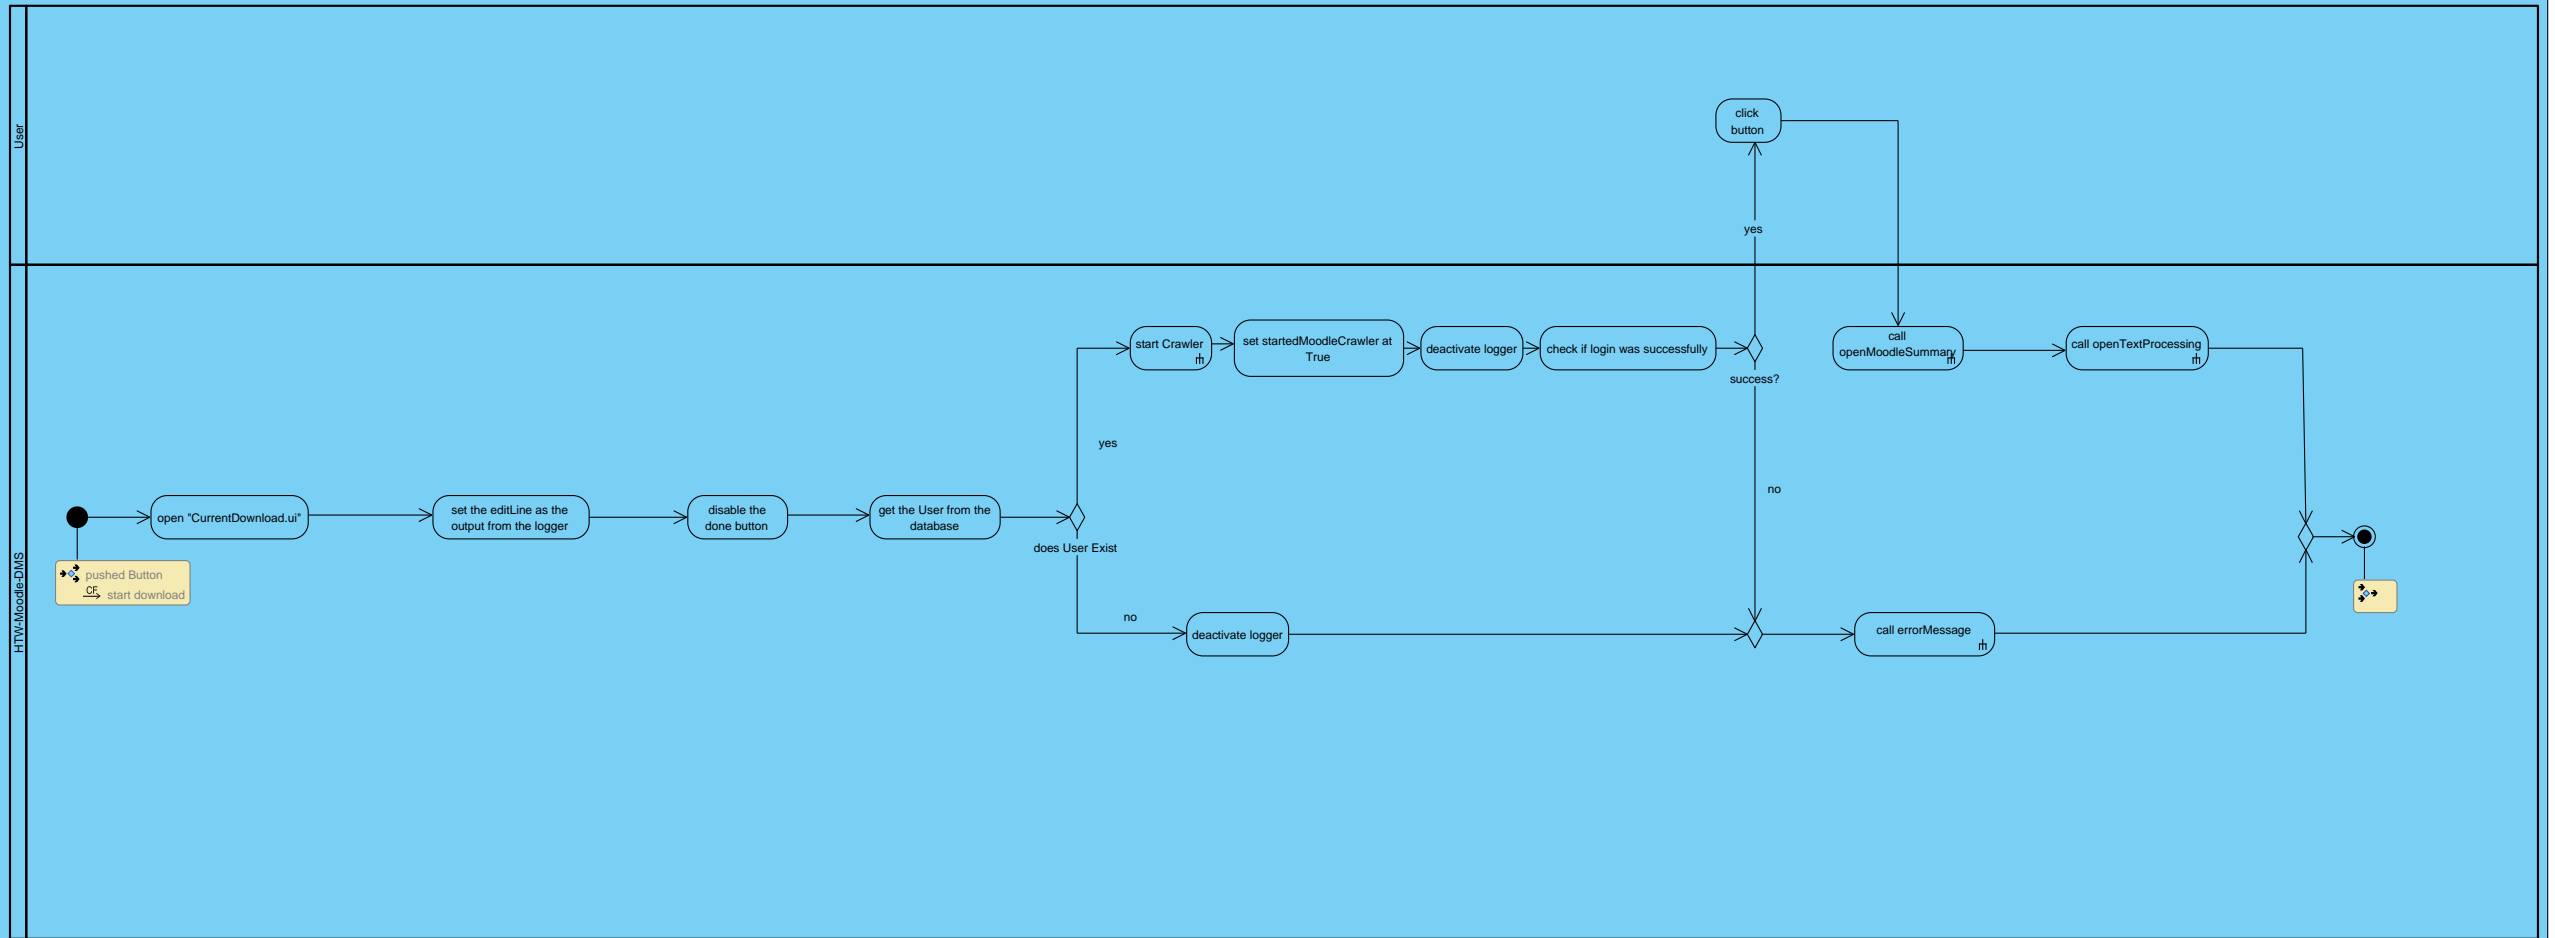 User
click
button
yes
HTW-Moodle-DMS
start Crawler
set startedMoodleCrawler at
True
deactivate logger
check if login was successfully
success?
call
openMoodleSummary
call openTextProcessing
yes
no
open "CurrentDownload.ui"
set the editLine as the
output from the logger
disable the
done button
get the User from the
database
does User Exist
pushed Button
CF
start download
no
deactivate logger
call errorMessage